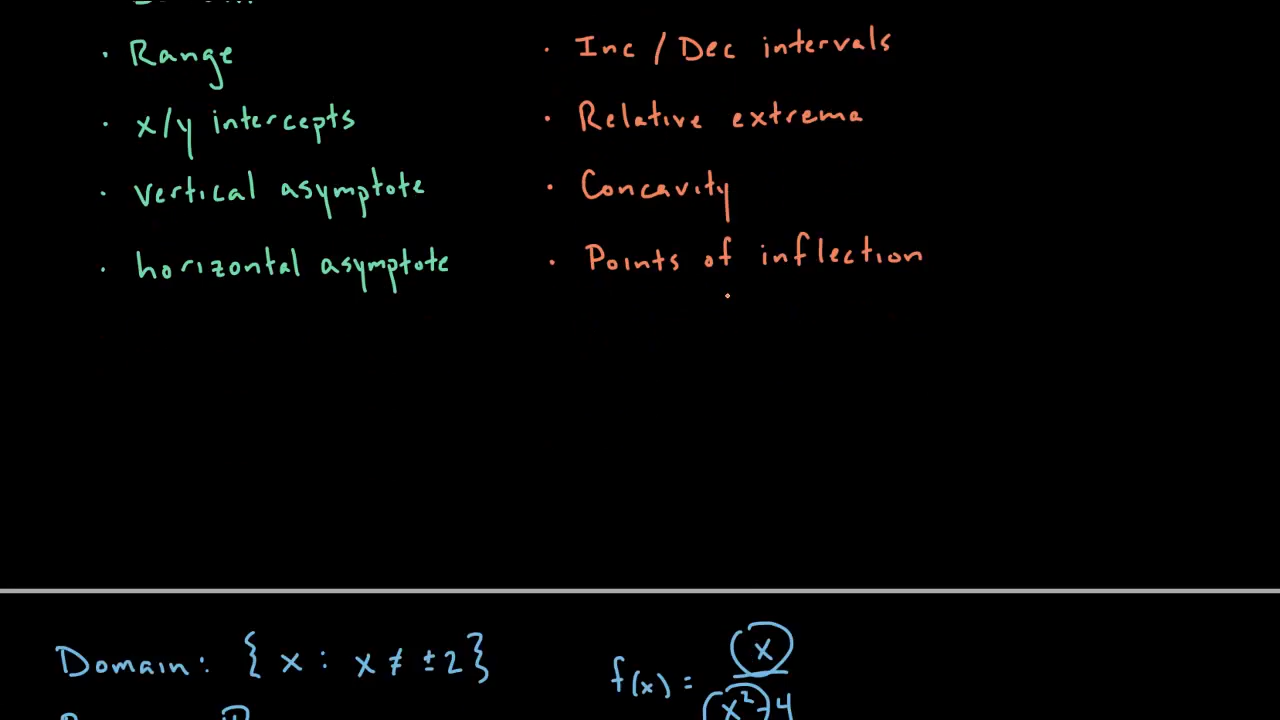 · Range
· x/y intercepts
· vertical asymptote
· horizontal asymptote
· Inc / Dec intervals
· Relative extrema
· Concavity
· Points of inflection
Domain: { x : x ≠ ±2}
f(x) = x / x² - 4